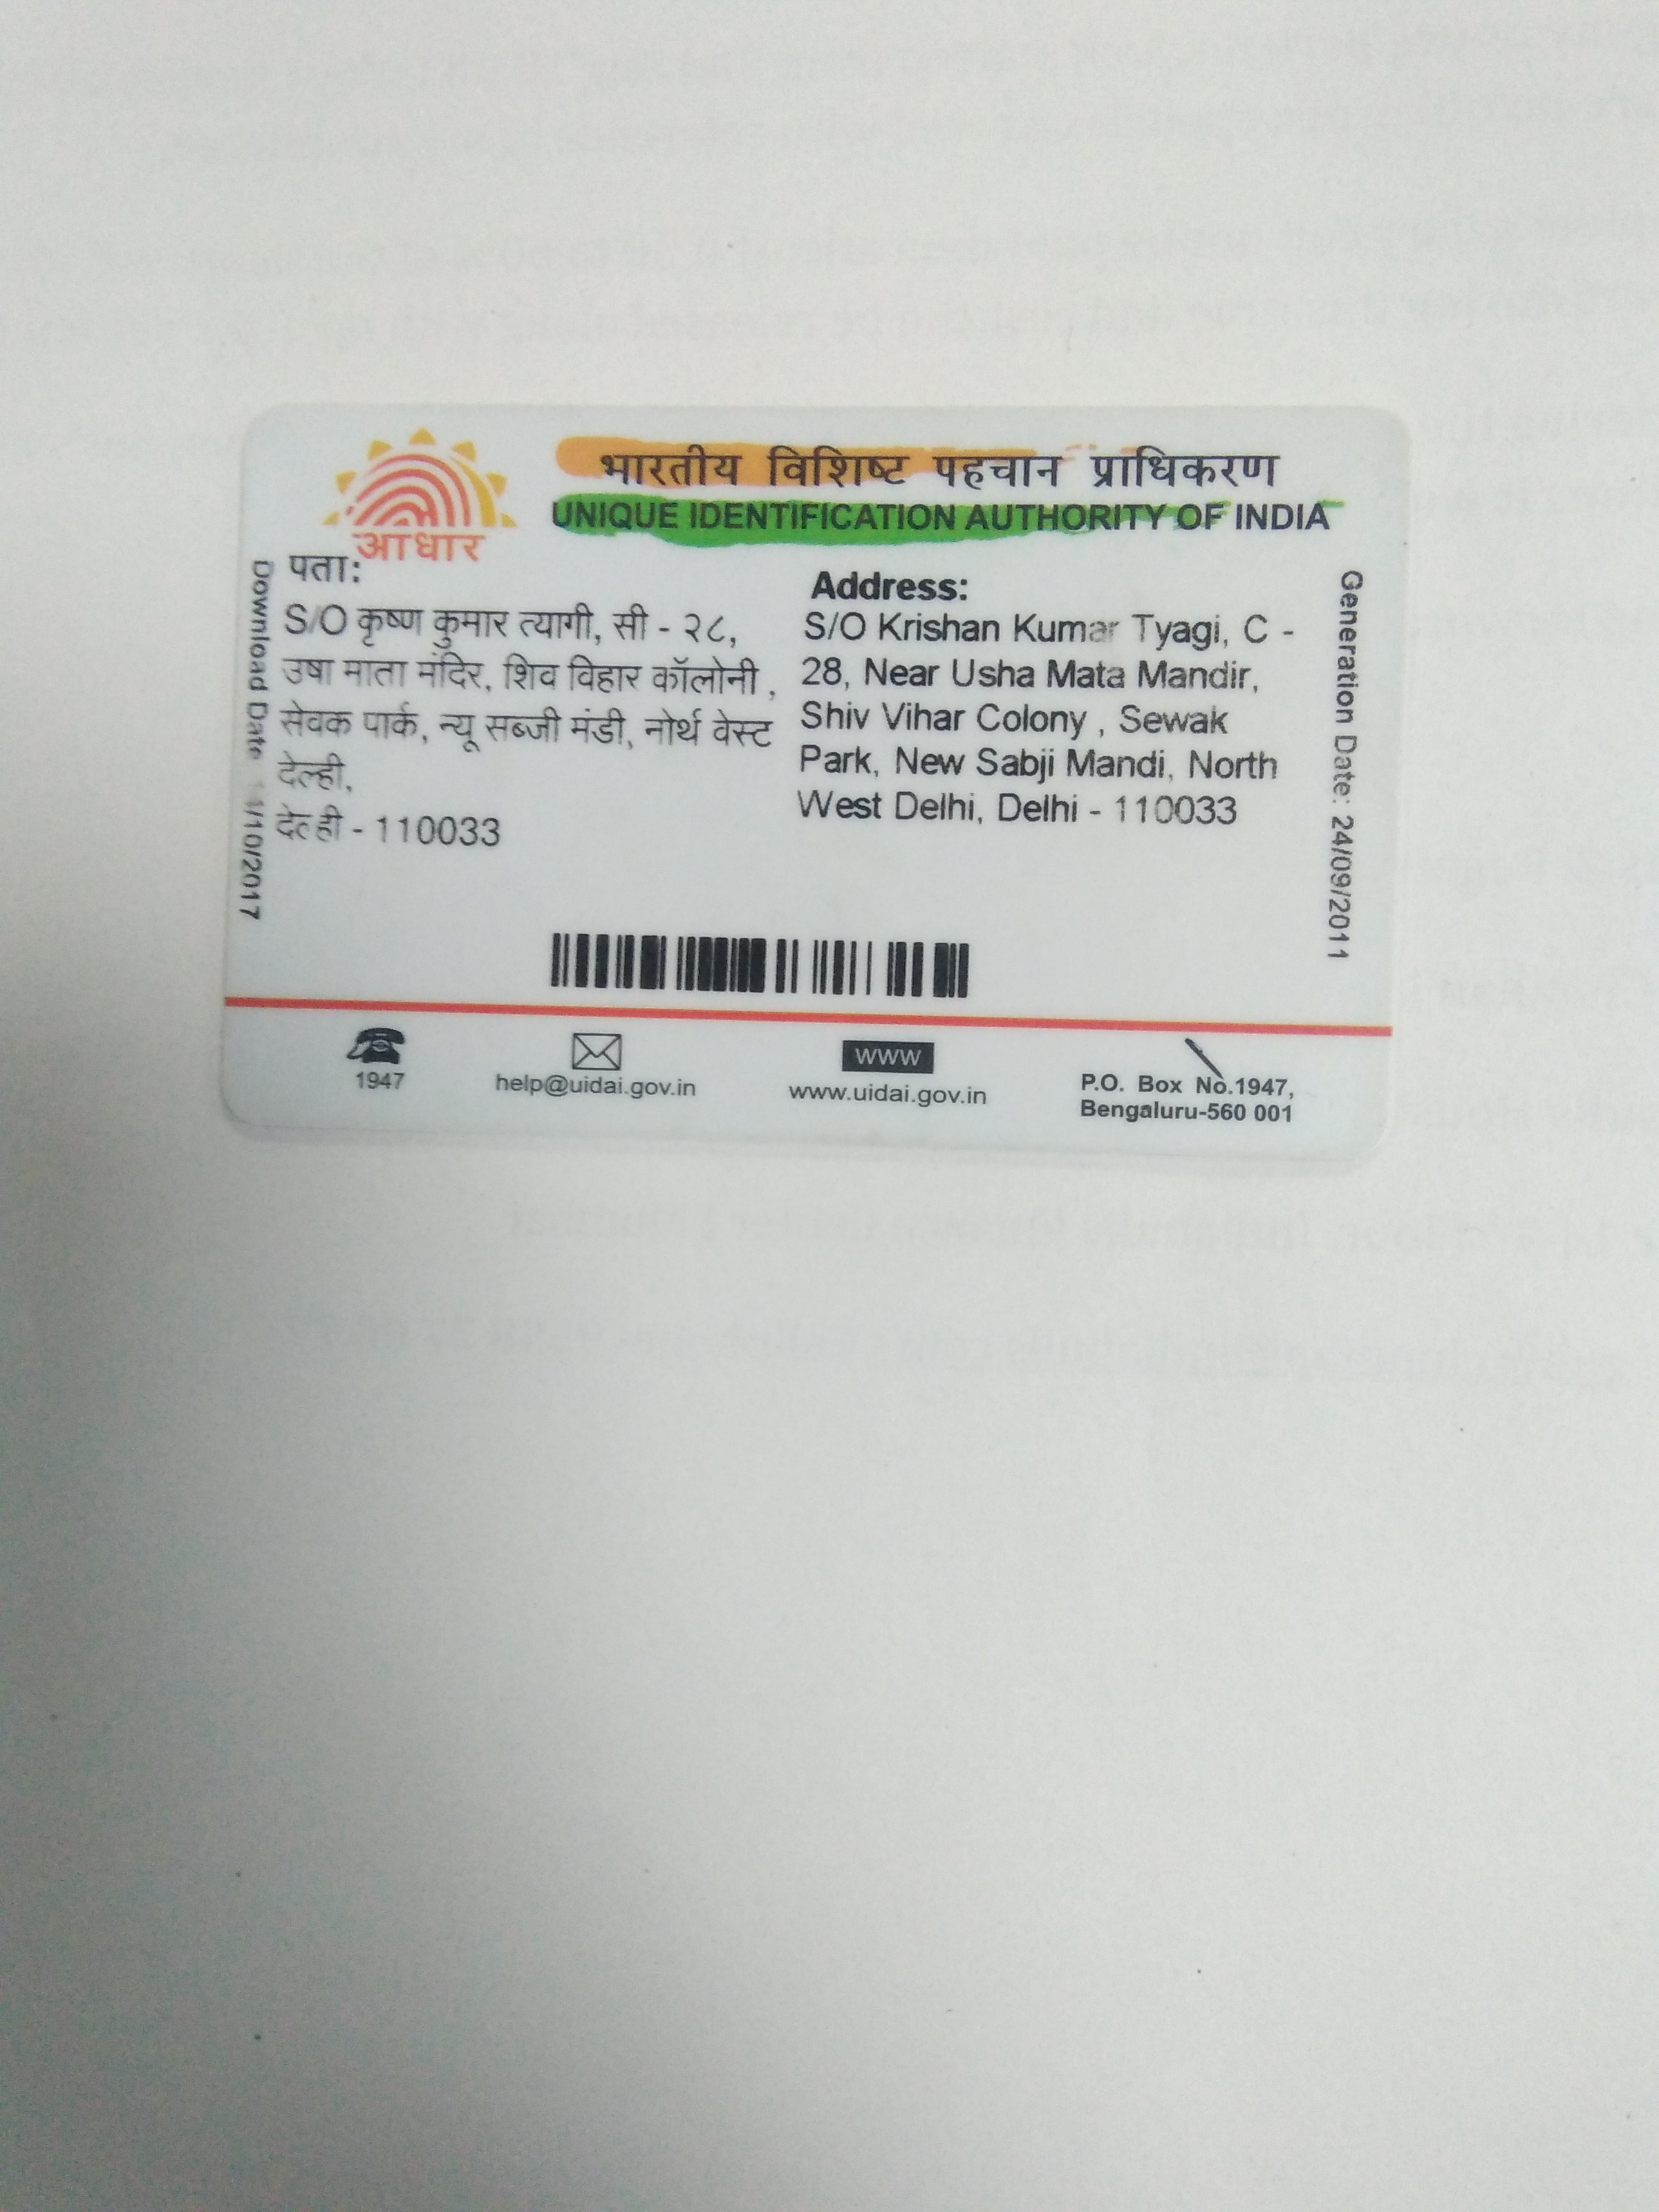 भारतीय विशिष्ट पहचान प्राधिकरण
UNIQUE IDENTIFICATION AUTHORITY OF INDIA
आधार
पता:
S/O कृष्ण कुमार त्यागी, सी - २८,
उषा माता मंदिर, शिव विहार कॉलोनी ,
सेवक पार्क, न्यू सब्जी मंडी, नोर्थ वेस्ट
देल्ही,
देल्ही - 110033
Address:
S/O Krishan Kumar Tyagi, C -
28, Near Usha Mata Mandir,
Shiv Vihar Colony , Sewak
Park, New Sabji Mandi, North
West Delhi, Delhi - 110033
Download Date
Generation Date: 24/09/2011
1947
help@uidai.gov.in
WWW
www.uidai.gov.in
P.O. Box No.1947,
Bengaluru-560 001